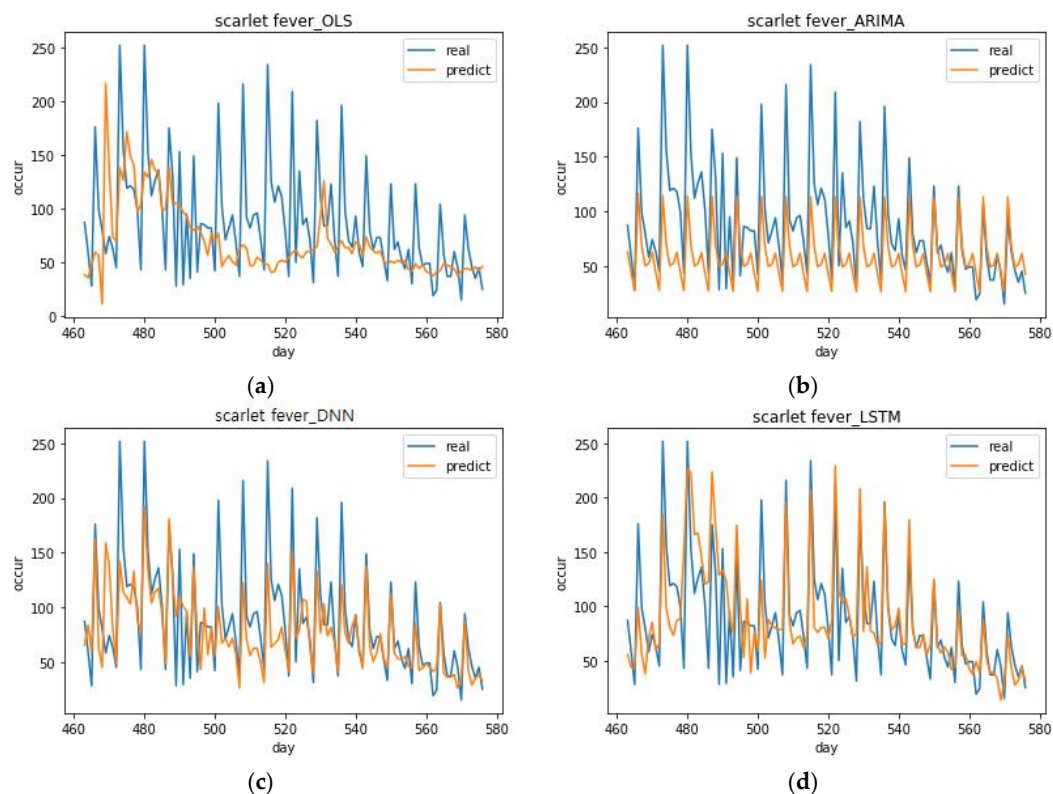 scarlet fever_OLS
real
predict
occur
250
200
150
100
50
0
460 480 500 520 540 560 580
day
(a)
scarlet fever_ARIMA
real
predict
occur
250
200
150
100
50
460 480 500 520 540 560 580
day
(b)
scarlet fever_DNN
real
predict
occur
250
200
150
100
50
460 480 500 520 540 560 580
day
(c)
scarlet fever_LSTM
real
predict
occur
250
200
150
100
50
460 480 500 520 540 560 580
day
(d)